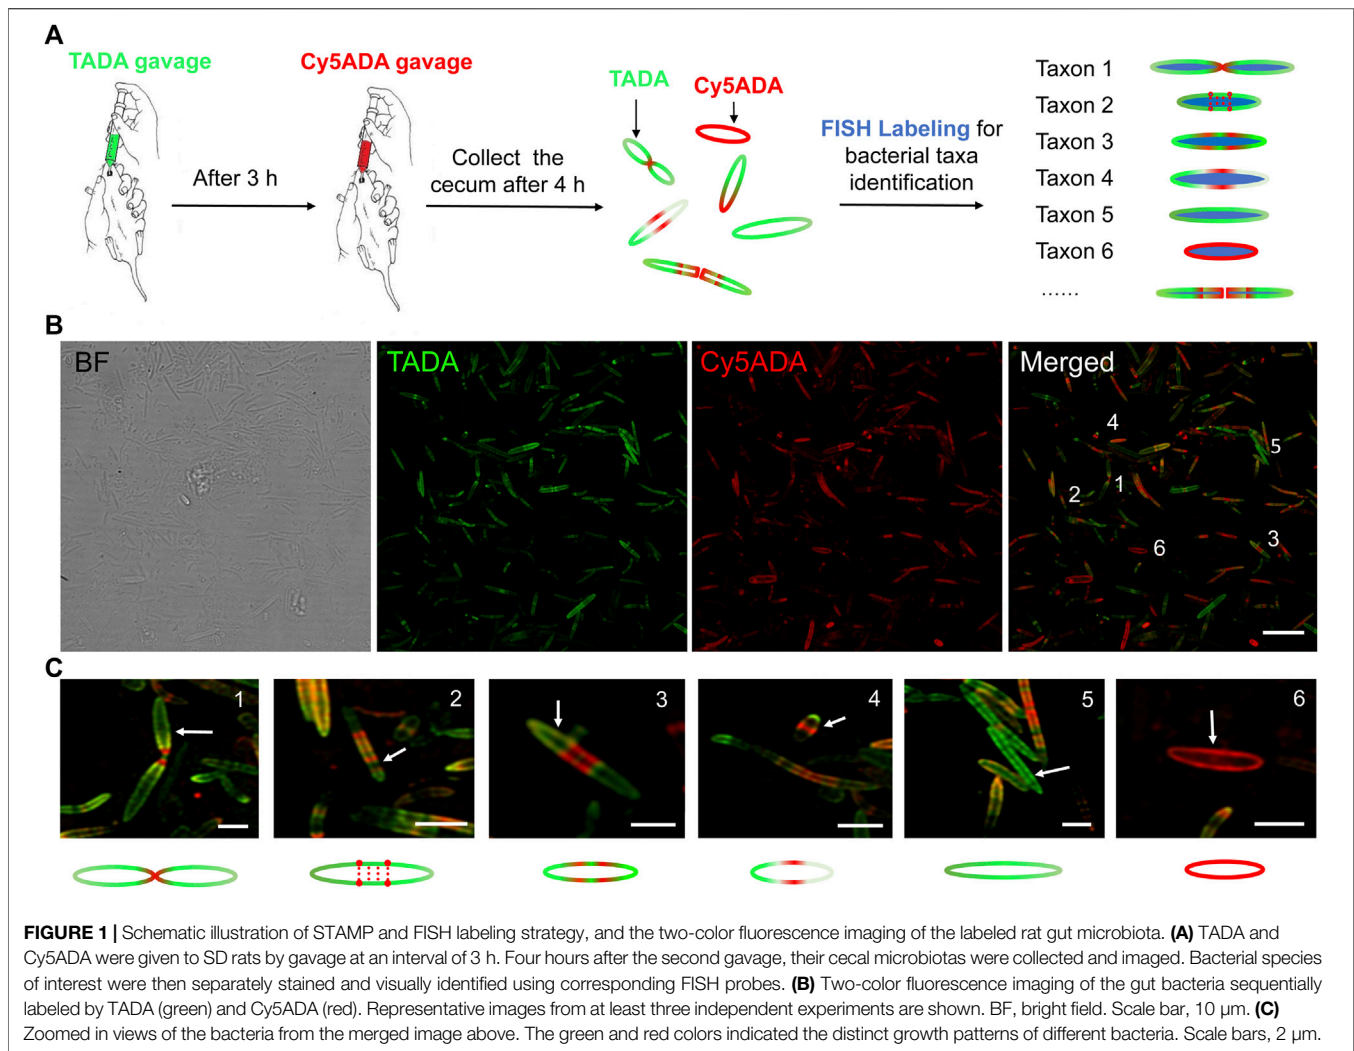 A
TADA gavage
Cy5ADA gavage
After 3 h
Collect the
cecum after 4 h
TADA
Cy5ADA
FISH Labeling for
bacterial taxa
identification
Taxon 1
Taxon 2
Taxon 3
Taxon 4
Taxon 5
Taxon 6
......
B
BF
TADA
Cy5ADA
Merged
4
5
1
2
3
6
C
1
2
3
4
5
6
FIGURE 1 | Schematic illustration of STAMP and FISH labeling strategy, and the two-color fluorescence imaging of the labeled rat gut microbiota. (A) TADA and
Cy5ADA were given to SD rats by gavage at an interval of 3 h. Four hours after the second gavage, their cecal microbiotas were collected and imaged. Bacterial species
of interest were then separately stained and visually identified using corresponding FISH probes. (B) Two-color fluorescence imaging of the gut bacteria sequentially
labeled by TADA (green) and Cy5ADA (red). Representative images from at least three independent experiments are shown. BF, bright field. Scale bar, 10 µm. (C)
Zoomed in views of the bacteria from the merged image above. The green and red colors indicated the distinct growth patterns of different bacteria. Scale bars, 2 µm.